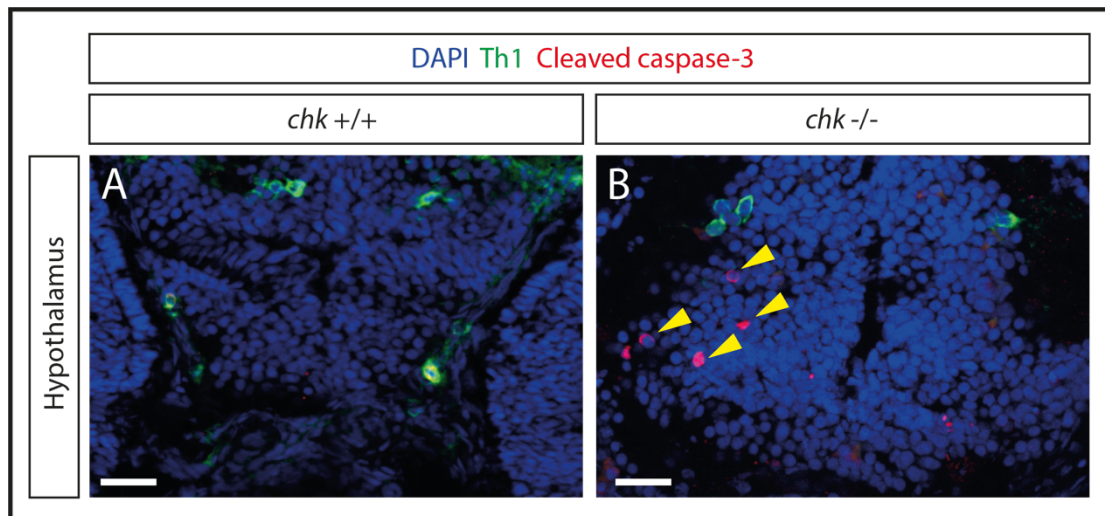 DAPI Th1 Cleaved caspase-3
chk +/+
chk -/-
Hypothalamus
A
B